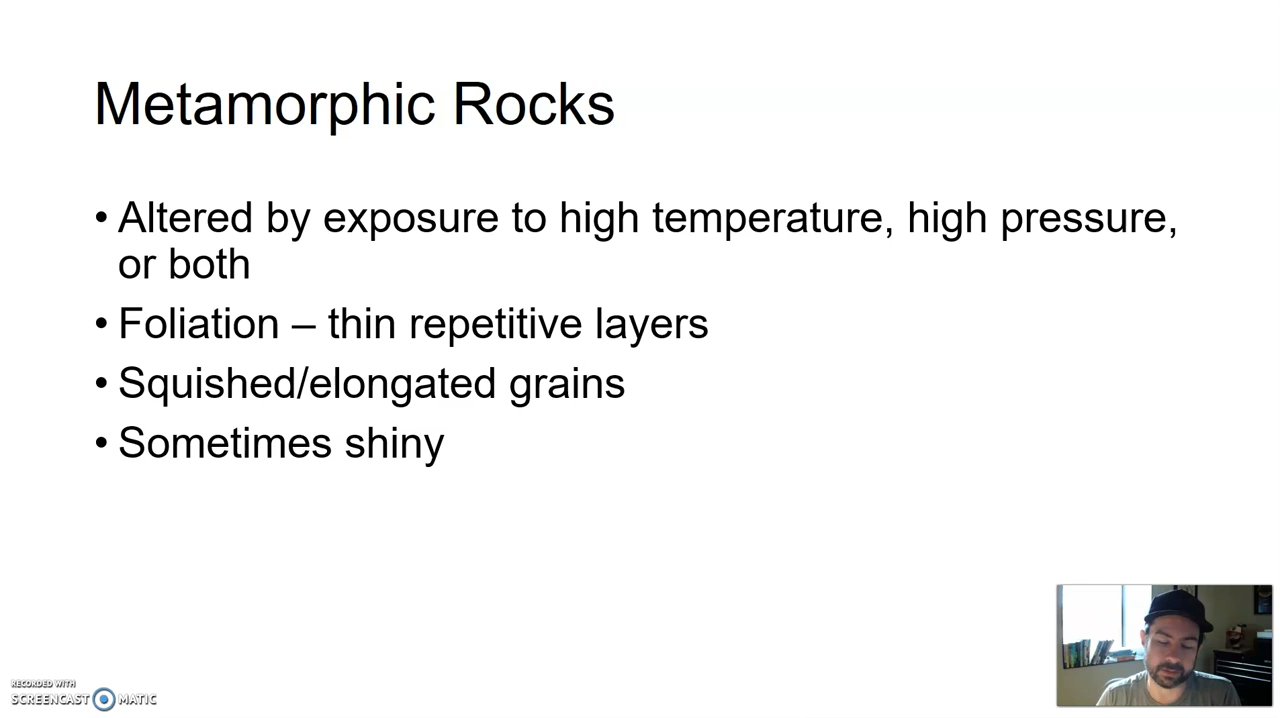 Metamorphic Rocks
• Altered by exposure to high temperature, high pressure,
or both
• Foliation – thin repetitive layers
• Squished/elongated grains
• Sometimes shiny
RECORDED WITH
SCREENCAST MATIC